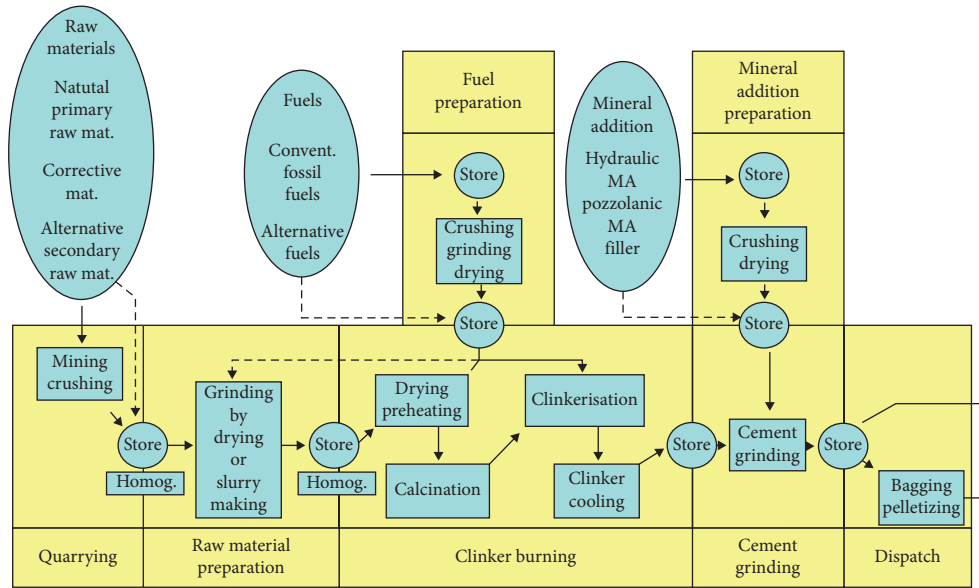 Raw
materials
Natutal
primary
raw mat.
Corrective
mat.
Alternative
secondary
raw mat.
Fuels
Convent.
fossil
fuels
Alternative
fuels
Fuel
preparation
Store
Crushing
grinding
drying
Store
Mineral
addition
Hydraulic
MA
pozzolanic
MA
filler
Mineral
addition
preparation
Store
Crushing
drying
Store
Mining
crushing
Store
Homog.
Grinding
by
drying
or
slurry
making
Store
Homog.
Drying
preheating
Calcination
Clinkerisation
Clinker
cooling
Store
Cement
grinding
Store
Bagging
pelletizing
Quarrying
Raw material
preparation
Clinker burning
Cement
grinding
Dispatch